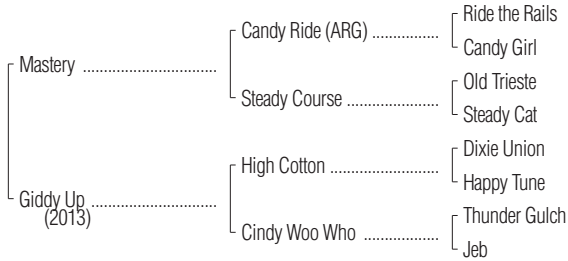 Ride the Rails
Candy Ride (ARG) ................
Candy Girl
Mastery ................................
Old Trieste
Steady Course ......................
Steady Cat
Dixie Union
High Cotton ..........................
Happy Tune
Giddy Up ..............................
(2013)
Thunder Gulch
Cindy Woo Who ..................
Jeb